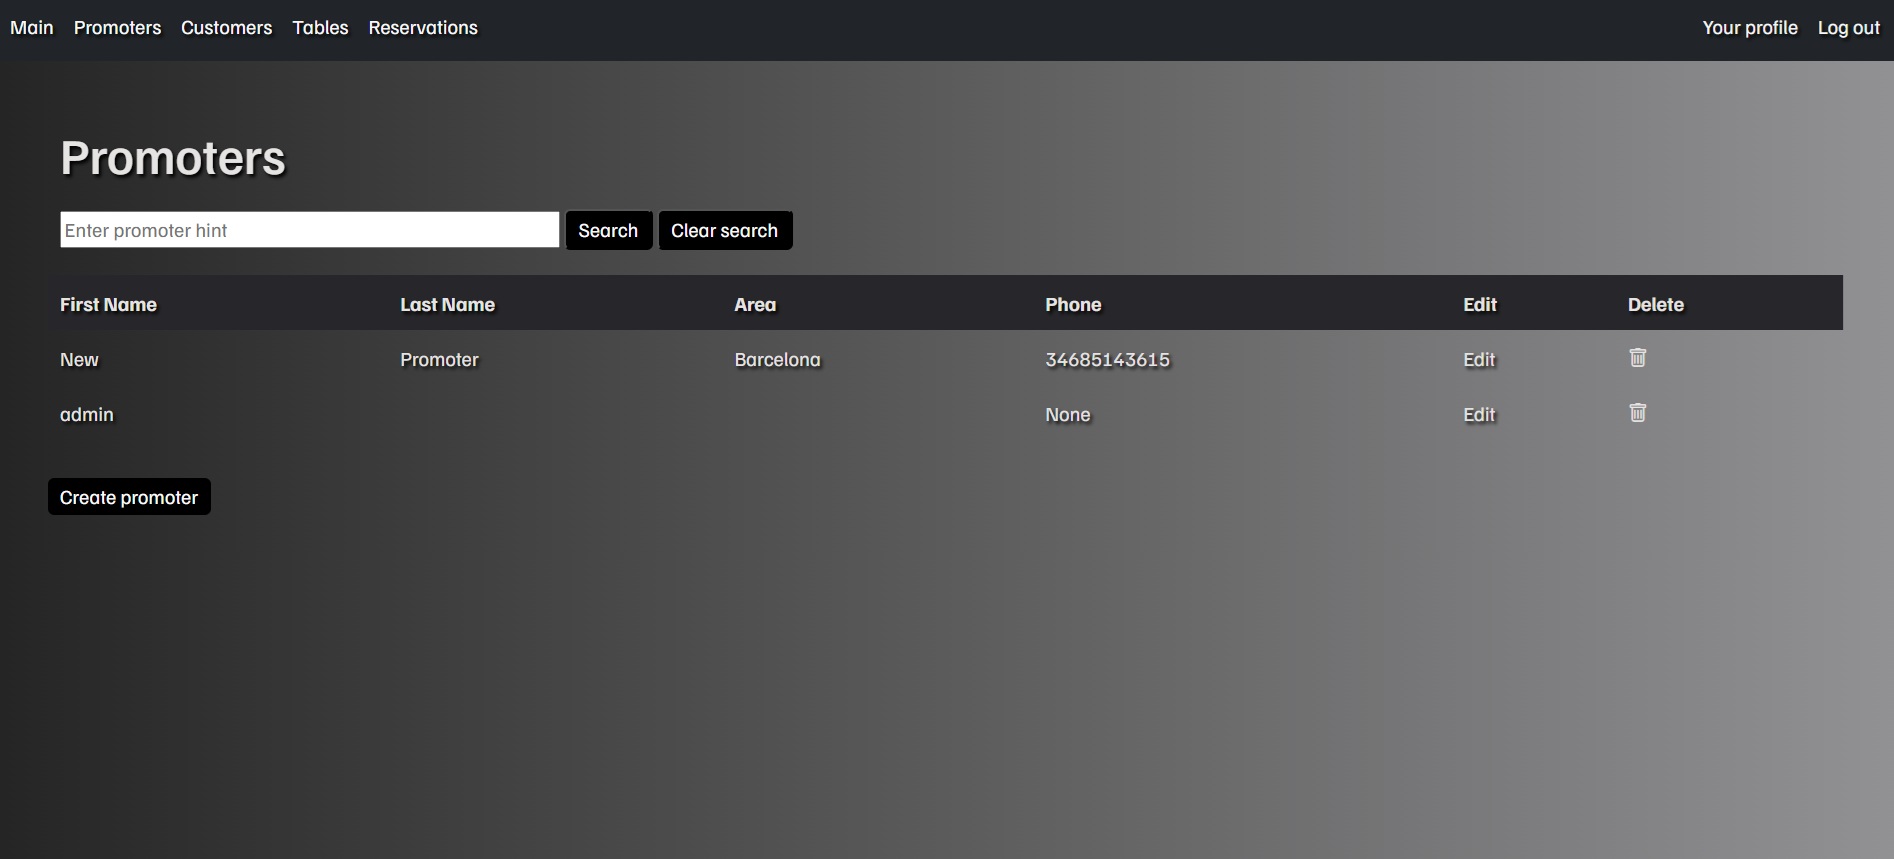 Main Promoters Customers Tables Reservations Your profile Log out
Promoters
Enter promoter hint Search Clear search
First Name Last Name Area Phone Edit Delete
New Promoter Barcelona 34685143615 Edit
admin None Edit
Create promoter